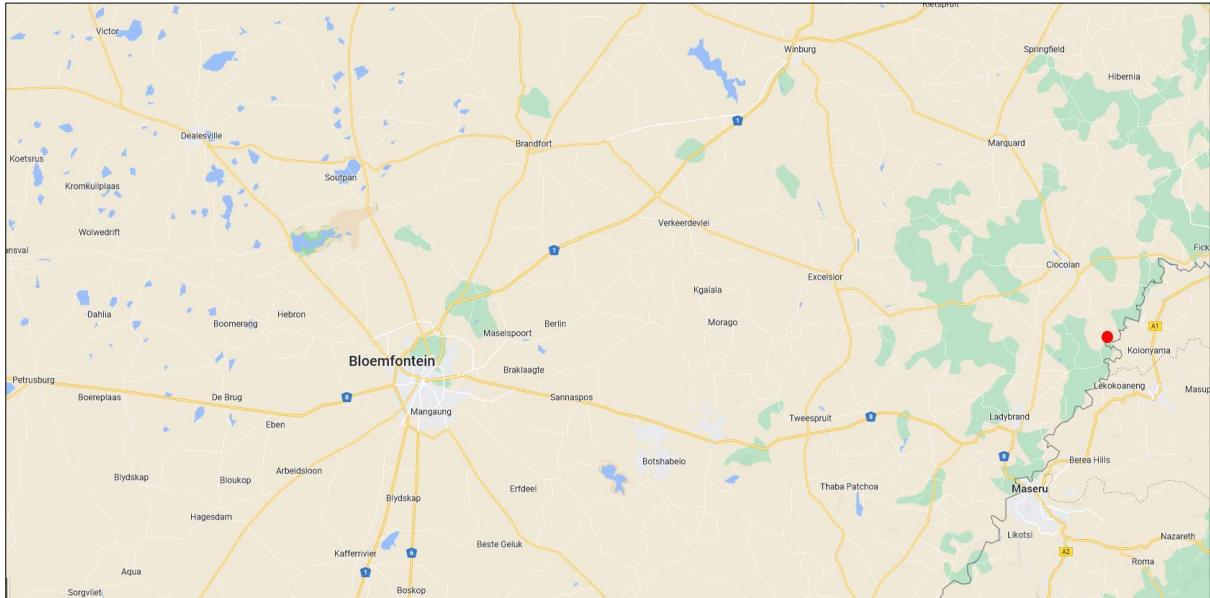 Rietspruit
Victor
Winburg
Springfield
Hibernia
1
Dealesville
Brandfort
Marquard
Koetsrus
Soutpan
Kromkuilplaas
Verkeerdevlei
Wolwedrift
ansval
1
Fick
Clocolan
Excelsior
Kgalala
Dahlia
Hebron
Boomerang
Berlin
Morago
Maselspoort
A1
Kolonyama
Bloemfontein
Braklaagte
Petrusburg
Lekokoaneng
Masup
Boereplaas
De Brug
8
Sannaspos
Mangaung
Tweespruit
8
Ladybrand
Eben
8
Berea Hills
Botshabelo
Arbeidsloon
Blydskap
Bloukop
Thaba Patchoa
Erfdeel
Maseru
Blydskap
Hagesdam
Likotsi
Nazareth
Beste Geluk
Kafferrivier
6
A2
Roma
Aqua
1
Boskop
Sorgvliet